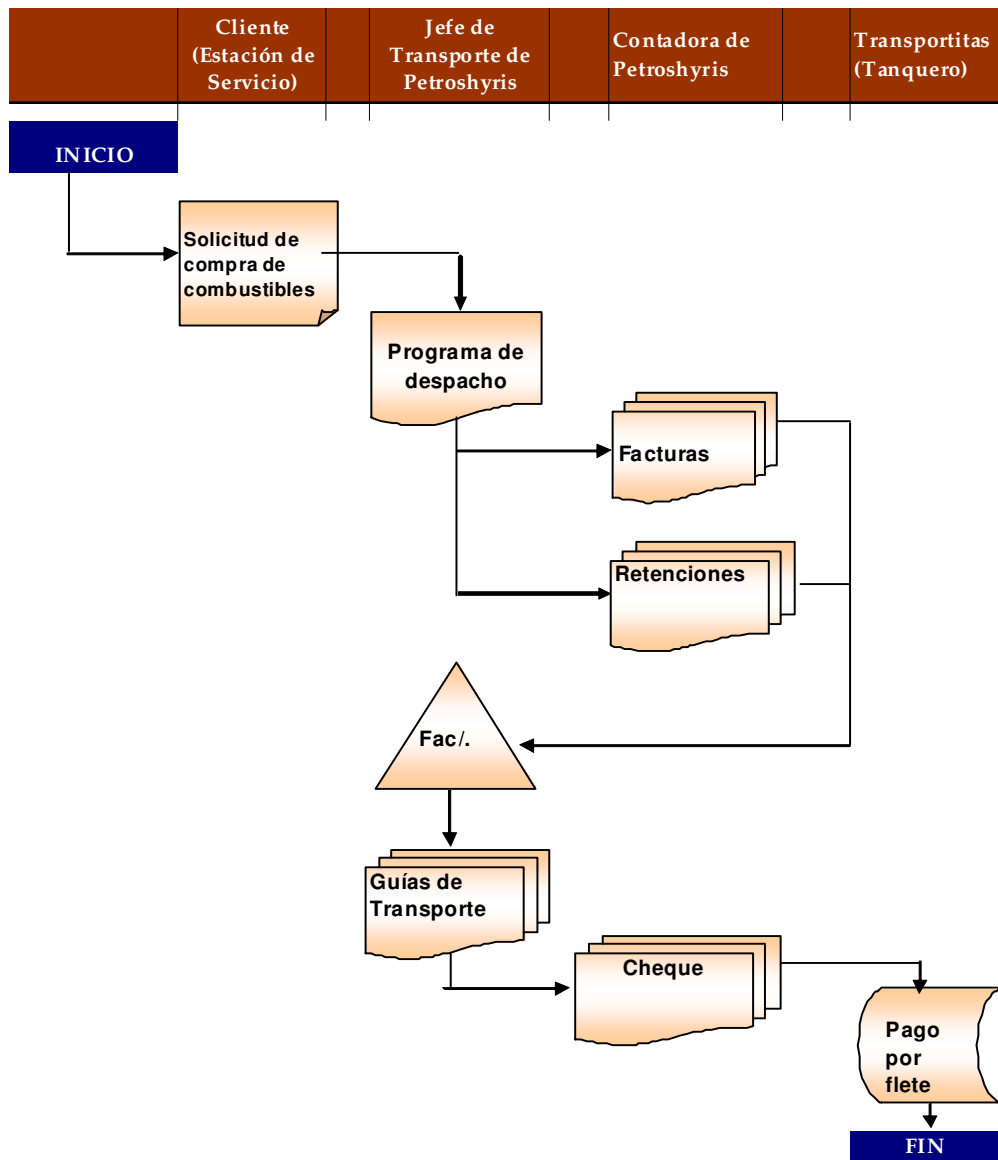 Cliente
(Estación de
Servicio)
Jefe de
Transporte de
Petroshyris
Contadora de
Petroshyris
Transportitas
(Tanquero)
INICIO
Solicitud de
compra de
combustibles
Programa de
despacho
Facturas
Retenciones
Fac/.
Guías de
Transporte
Cheque
Pago
por
flete
FIN